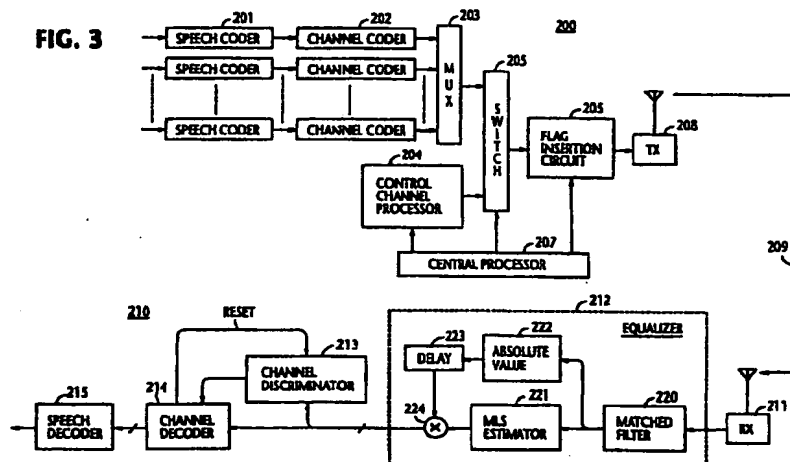 FIG. 3
200
201
202
203
SPEECH CODER
CHANNEL CODER
SPEECH CODER
CHANNEL CODER
SPEECH CODER
CHANNEL CODER
MUX
205
SWITCH
205
FLAG
INSERTION
CIRCUIT
TX
208
204
CONTROL
CHANNEL
PROCESSOR
207
CENTRAL PROCESSOR
209
210
RESET
213
CHANNEL
DISCRIMINATOR
215
SPEECH
DECODER
214
CHANNEL
DECODER
212
EQUALIZER
223
DELAY
222
ABSOLUTE
VALUE
224
X
221
MLS
ESTIMATOR
220
MATCHED
FILTER
211
RX